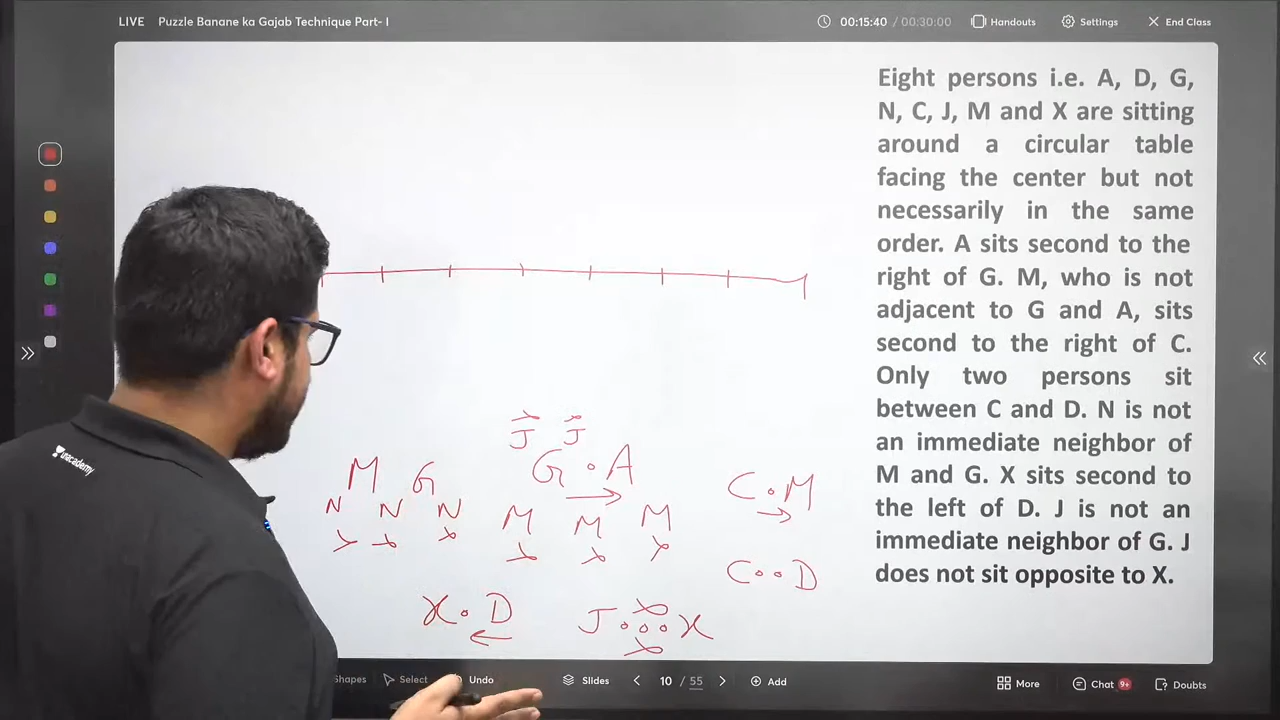 LIVE Puzzle Banane ka Gajab Technique Part- I 00:15:40 / 00:30:00 Handouts Settings End Class
Eight persons i.e. A, D, G,
N, C, J, M and X are sitting
around a circular table
facing the center but not
necessarily in the same
order. A sits second to the
right of G. M, who is not
adjacent to G and A, sits
second to the right of C.
Only two persons sit
between C and D. N is not
an immediate neighbor of
M and G. X sits second to
the left of D. J is not an
immediate neighbor of G. J
does not sit opposite to X.
J J
M G G A C M
N N N M M M
C D
X D J X
unacademy
Shapes Select Undo Slides 10 / 55 Add More Chat 9+ Doubts